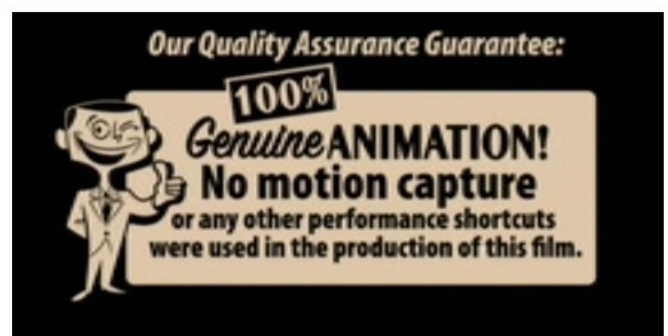 Our Quality Assurance Guarantee:
100%
Genuine ANIMATION!
No motion capture
or any other performance shortcuts
were used in the production of this film.